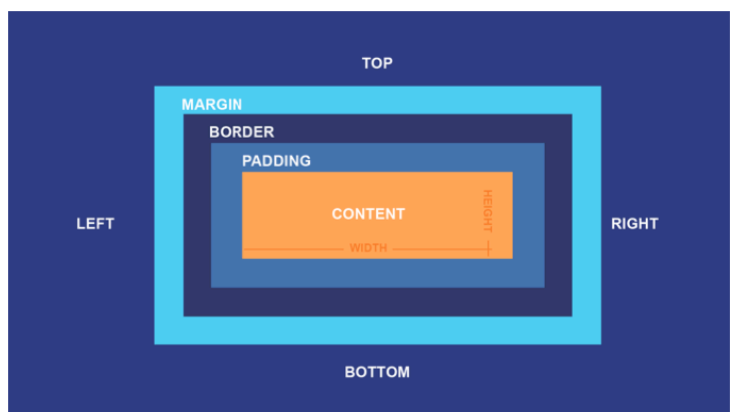 TOP
MARGIN
BORDER
PADDING
CONTENT
HEIGHT
LEFT
RIGHT
WIDTH
BOTTOM